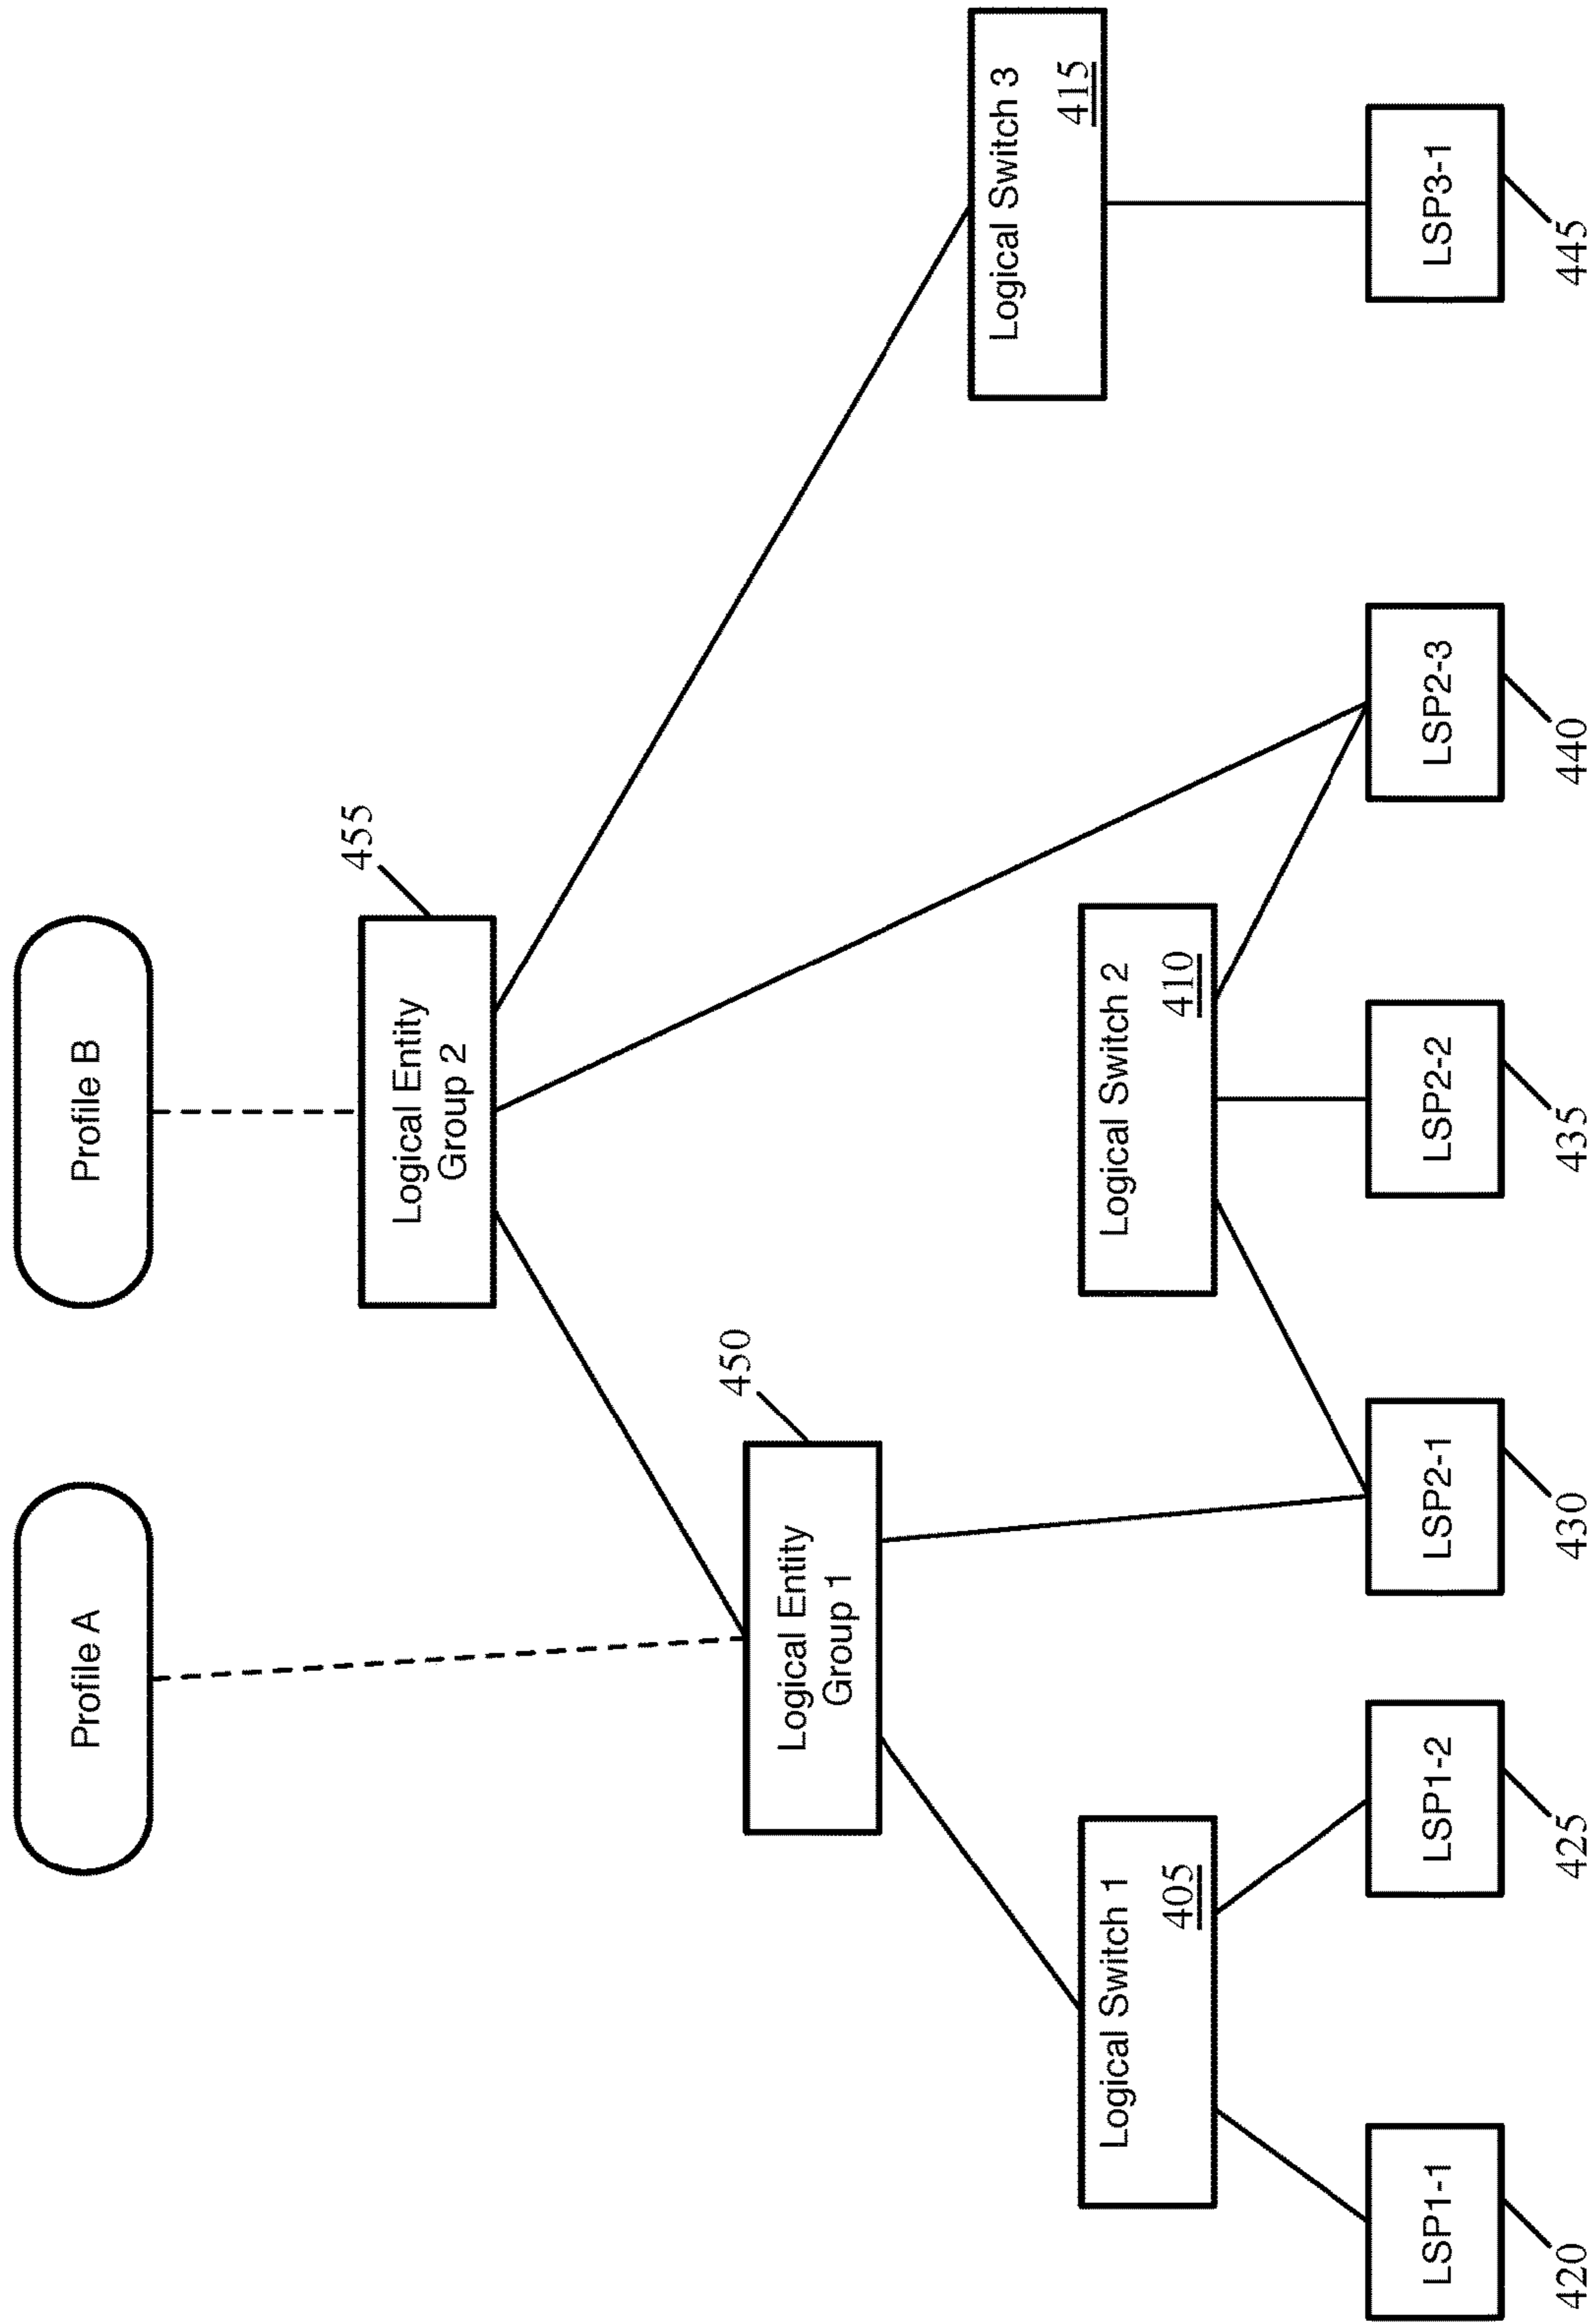 Profile A
Profile B
455
Logical Entity
Group 2
450
Logical Entity
Group 1
Logical Switch 3
415
Logical Switch 1
405
Logical Switch 2
410
LSP1-1
LSP1-2
LSP2-1
LSP2-2
LSP2-3
LSP3-1
420
425
430
435
440
445